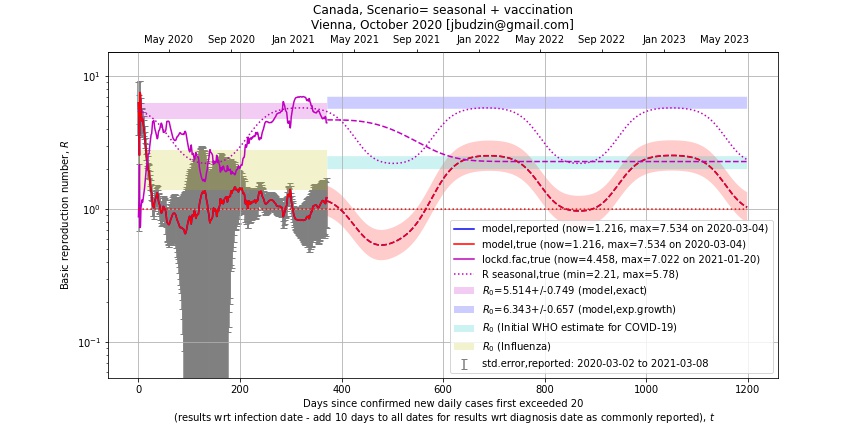 Canada, Scenario= seasonal + vaccination
Vienna, October 2020 [jbudzin@gmail.com]
May 2020 Sep 2020 Jan 2021 May 2021 Sep 2021 Jan 2022 May 2022 Sep 2022 Jan 2023 May 2023
Basic reproduction number, R
10¹
10⁰
10⁻¹
model,reported (now=1.216, max=7.534 on 2020-03-04)
model,true (now=1.216, max=7.534 on 2020-03-04)
lockd.fac,true (now=4.458, max=7.022 on 2021-01-20)
R seasonal,true (min=2.21, max=5.78)
R₀=5.514+/-0.749 (model,exact)
R₀=6.343+/-0.657 (model,exp.growth)
R₀ (Initial WHO estimate for COVID-19)
R₀ (Influenza)
std.error,reported: 2020-03-02 to 2021-03-08
0 200 400 600 800 1000 1200
Days since confirmed new daily cases first exceeded 20
(results wrt infection date - add 10 days to all dates for results wrt diagnosis date as commonly reported), t